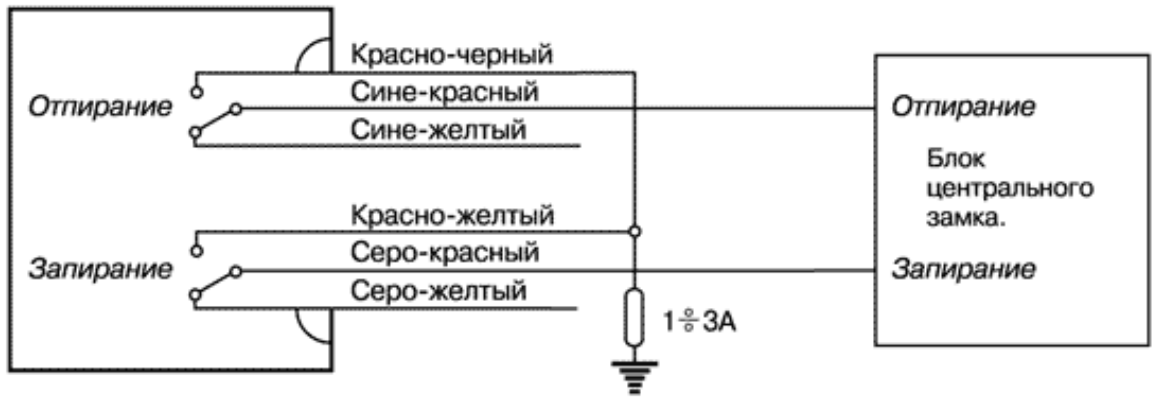 Красно-черный
Отпирание
Сине-красный
Отпирание
Сине-желтый
Блок
центрального
замка.
Красно-желтый
Запирание
Серо-красный
Запирание
Серо-желтый
1÷3А